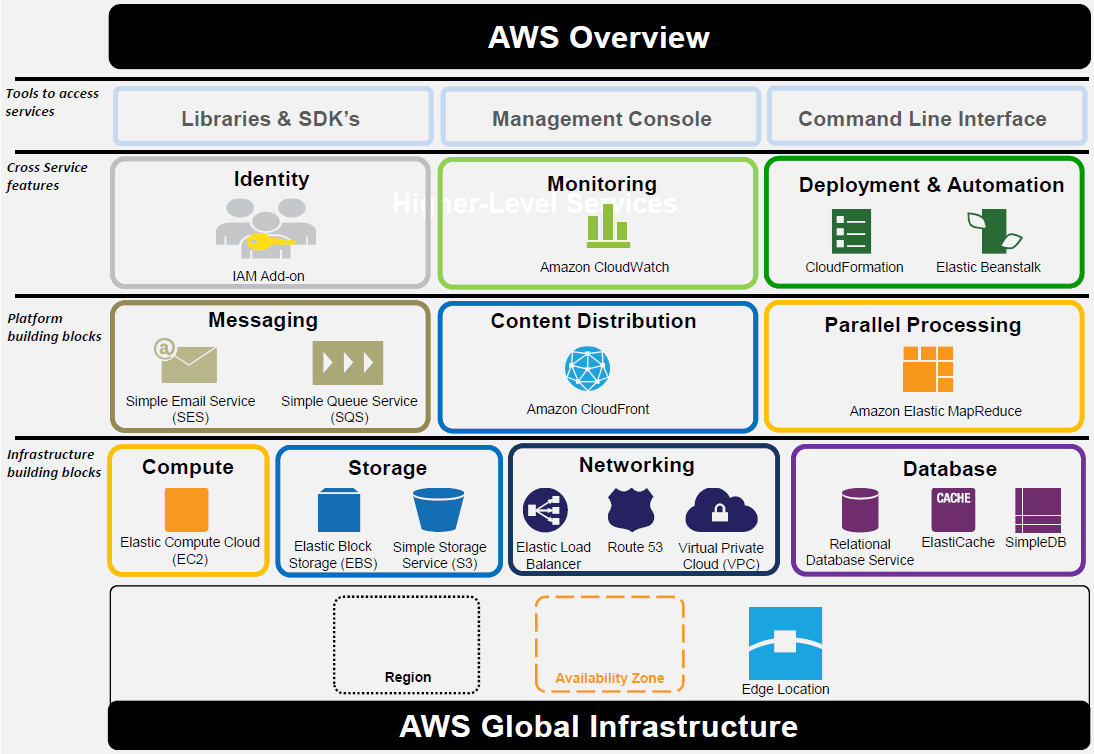 AWS Overview
Tools to access
services
Libraries & SDK's
Management Console
Command Line Interface
Cross Service
features
Identity
IAM Add-on
Higher-Level Services
Monitoring
Amazon CloudWatch
Deployment & Automation
CloudFormation
Elastic Beanstalk
Platform
building blocks
Messaging
@
Simple Email Service
(SES)
Simple Queue Service
(SQS)
Content Distribution
Amazon CloudFront
Parallel Processing
Amazon Elastic MapReduce
Infrastructure
building blocks
Compute
Elastic Compute Cloud
(EC2)
Storage
Elastic Block
Storage (EBS)
Simple Storage
Service (S3)
Networking
Elastic Load
Balancer
Route 53
Virtual Private
Cloud (VPC)
Database
Relational
Database Service
CACHE
ElastiCache
SimpleDB
Region
Availability Zone
Edge Location
AWS Global Infrastructure